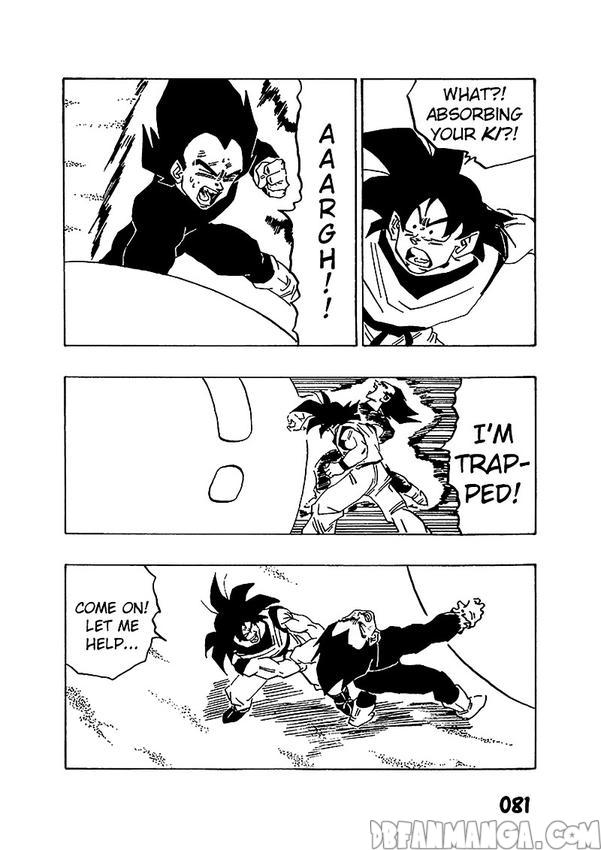 WHAT?!
ABSORBING
YOUR KI?!
AAARGH!!
I'M
TRAP-
PED!
COME ON!
LET ME
HELP...
081
DBFANMANGA.COM